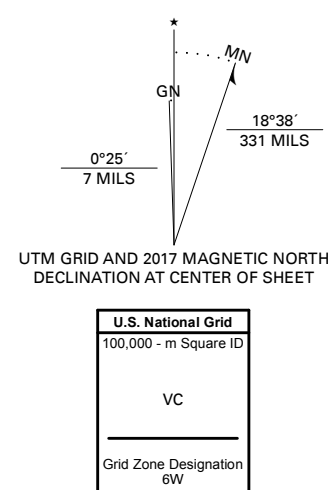 ★
MN
GN
0°25´
7 MILS
18°38´
331 MILS
UTM GRID AND 2017 MAGNETIC NORTH
DECLINATION AT CENTER OF SHEET
U.S. National Grid
100,000 - m Square ID
VC
Grid Zone Designation
6W